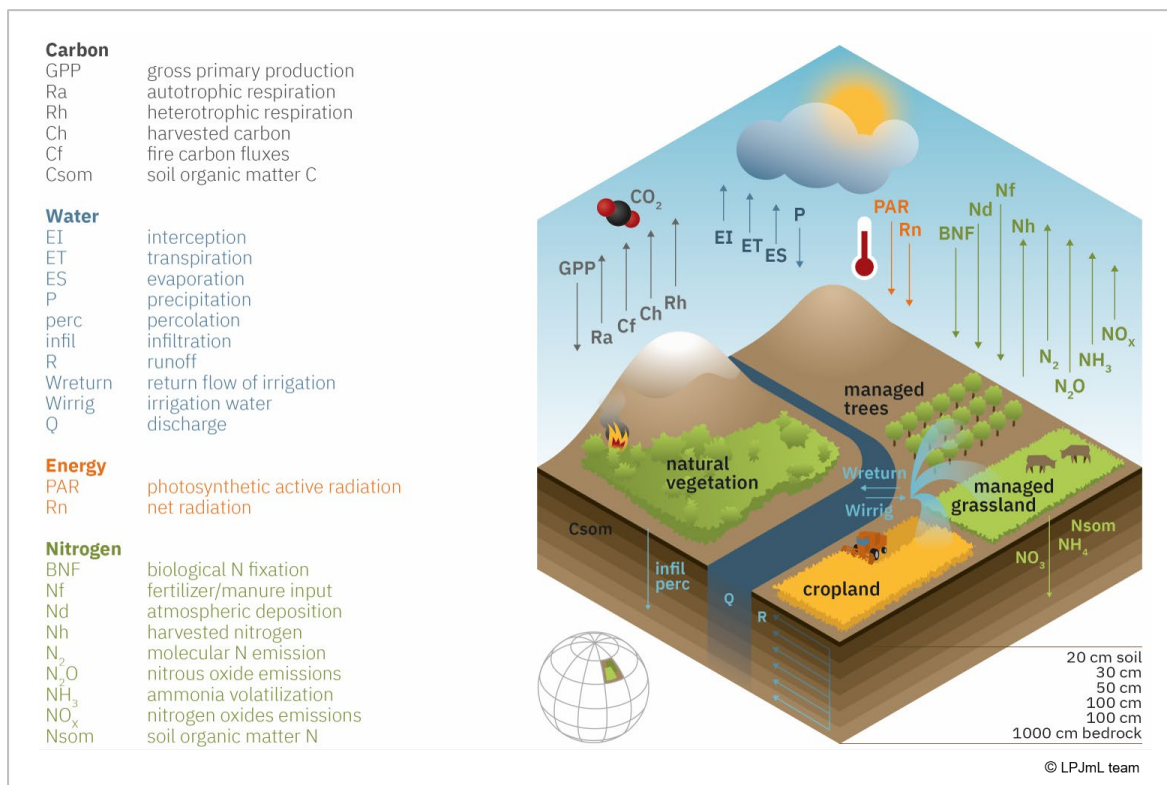 Carbon
GPP gross primary production
Ra autotrophic respiration
Rh heterotrophic respiration
Ch harvested carbon
Cf fire carbon fluxes
Csom soil organic matter C
Water
EI interception
ET transpiration
ES evaporation
P precipitation
perc percolation
infil infiltration
R runoff
Wreturn return flow of irrigation
Wirrig irrigation water
Q discharge
Energy
PAR photosynthetic active radiation
Rn net radiation
Nitrogen
BNF biological N fixation
Nf fertilizer/manure input
Nd atmospheric deposition
Nh harvested nitrogen
N₂ molecular N emission
N₂O nitrous oxide emissions
NH₃ ammonia volatilization
NOₓ nitrogen oxides emissions
Nsom soil organic matter N
CO₂
GPP
Ra
Cf
Ch
Rh
EI
ET
ES
P
PAR
Rn
BNF
Nd
Nf
Nh
N₂
N₂O
NH₃
NOₓ
managed
trees
natural
vegetation
Wreturn
Wirrig
managed
grassland
cropland
Csom
infil
perc
Q
R
Nsom
NH₄
NO₃
20 cm soil
30 cm
50 cm
100 cm
100 cm
1000 cm bedrock
© LPJmL team